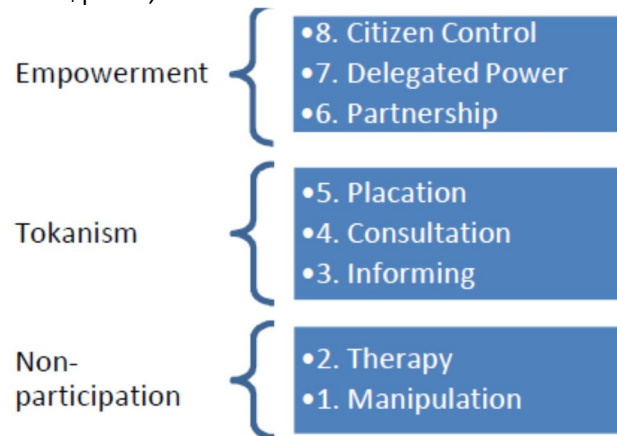 Empowerment
•8. Citizen Control
•7. Delegated Power
•6. Partnership
Tokanism
•5. Placation
•4. Consultation
•3. Informing
Non-
participation
•2. Therapy
•1. Manipulation